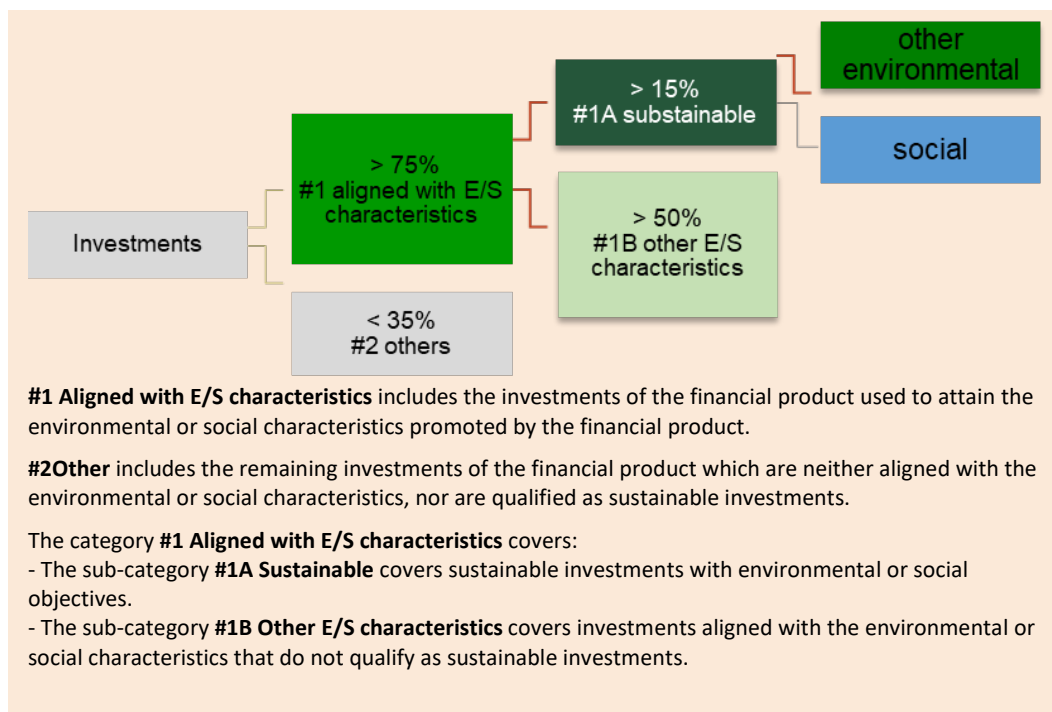 other
environmental
> 15%
#1A substainable
social
> 75%
#1 aligned with E/S
characteristics
> 50%
#1B other E/S
characteristics
Investments
< 35%
#2 others
#1 Aligned with E/S characteristics includes the investments of the financial product used to attain the
environmental or social characteristics promoted by the financial product.
#2Other includes the remaining investments of the financial product which are neither aligned with the
environmental or social characteristics, nor are qualified as sustainable investments.
The category #1 Aligned with E/S characteristics covers:
- The sub-category #1A Sustainable covers sustainable investments with environmental or social
objectives.
- The sub-category #1B Other E/S characteristics covers investments aligned with the environmental or
social characteristics that do not qualify as sustainable investments.